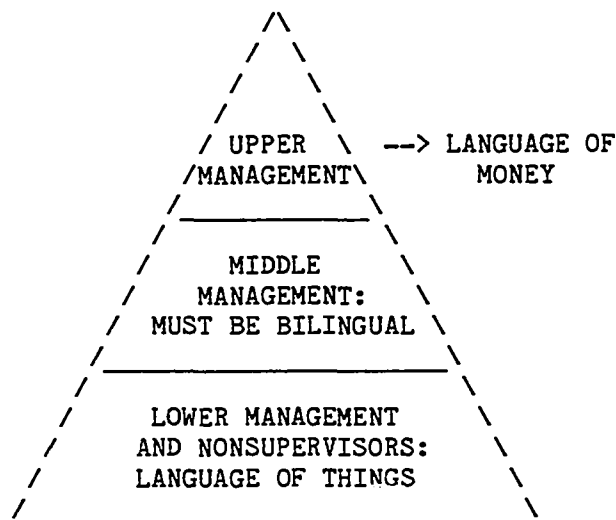 UPPER --> LANGUAGE OF
MANAGEMENT MONEY
MIDDLE
MANAGEMENT:
MUST BE BILINGUAL
LOWER MANAGEMENT
AND NONSUPERVISORS:
LANGUAGE OF THINGS